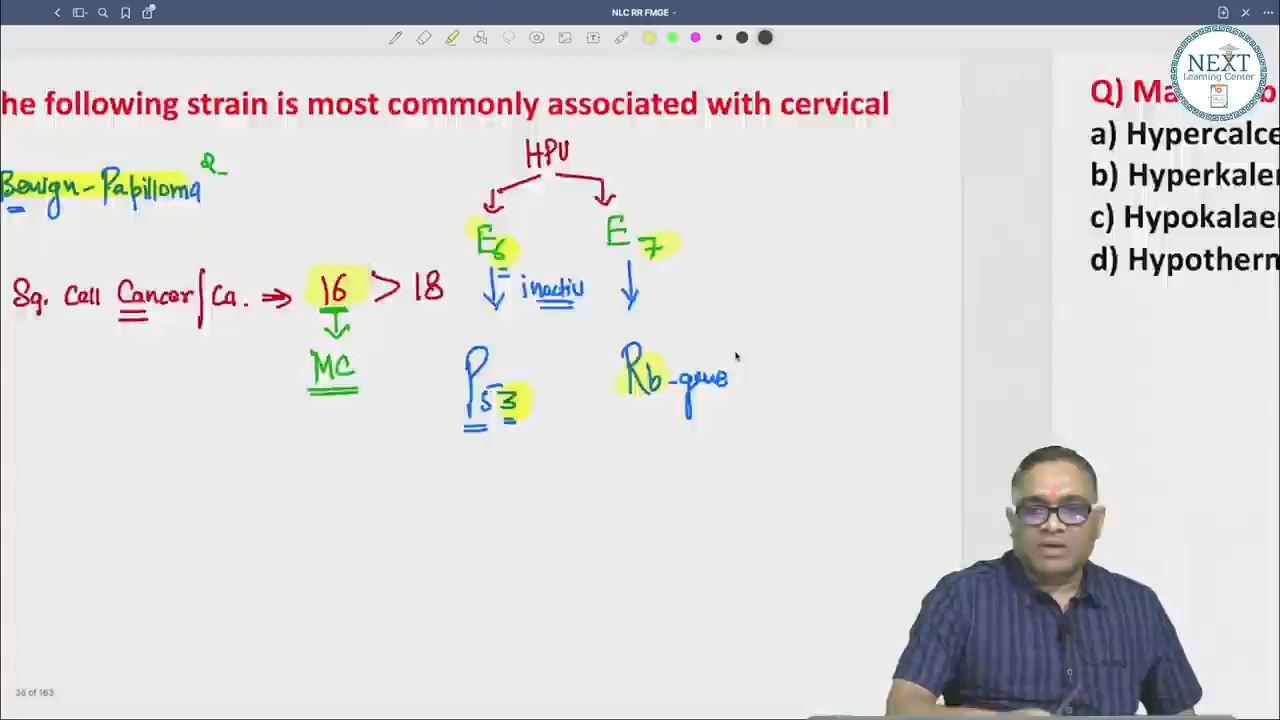 NLC RR FMGE
NEXT
Learning Center
he following strain is most commonly associated with cervical
HPV
Benign-Papilloma Q
E6
E7
inactiv
Sq. Cell Cancer/Ca. ⇒ 16 > 18
MC
P53
Rb-gene
Q) Ma
a) Hypercalce
b) Hyperkaler
c) Hypokalae
d) Hypotherm
36 of 163